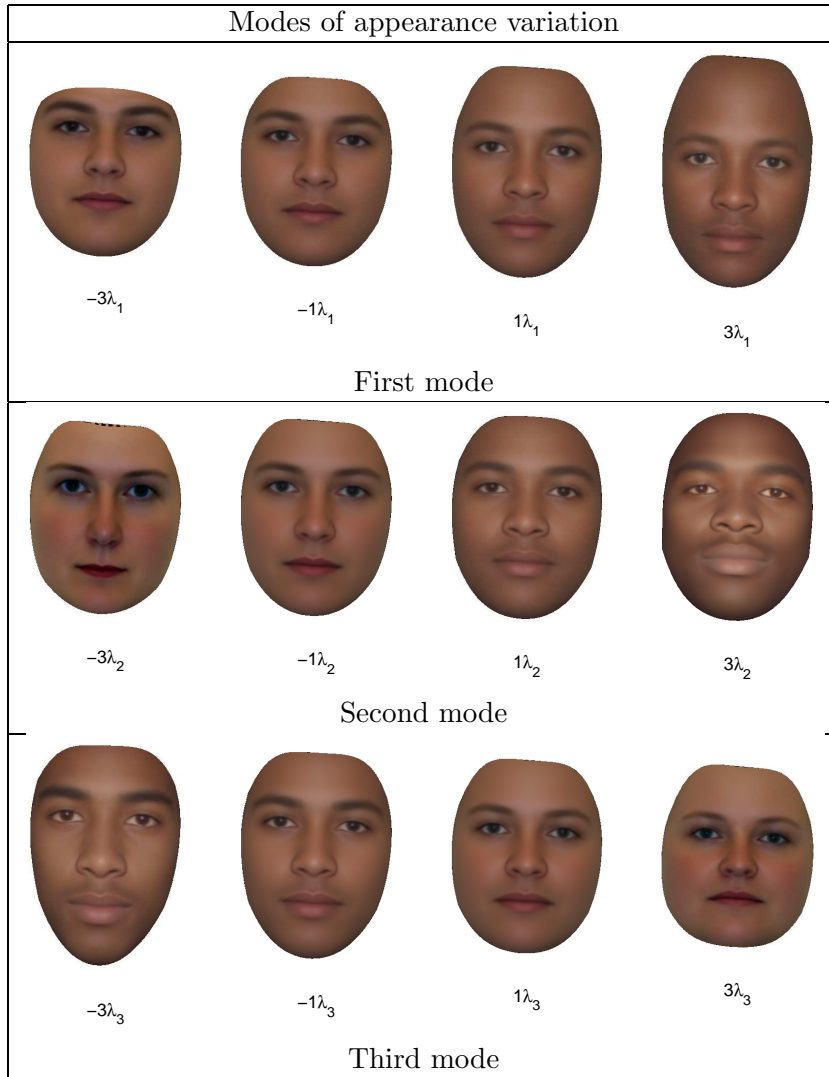 Modes of appearance variation
−3λ₁ −1λ₁ 1λ₁ 3λ₁
First mode
−3λ₂ −1λ₂ 1λ₂ 3λ₂
Second mode
−3λ₃ −1λ₃ 1λ₃ 3λ₃
Third mode